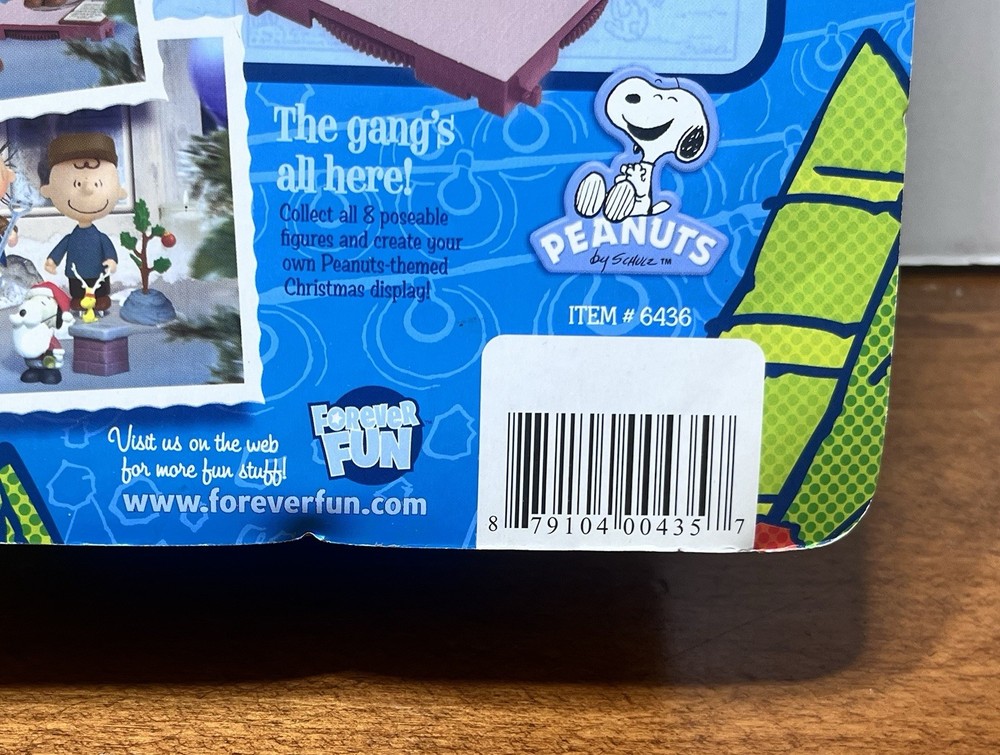 The gang's
all here!
Collect all 8 poseable
figures and create your
own Peanuts-themed
Christmas display!
PEANUTS
by SCHULZ ™
ITEM # 6436
Forever
FUN
Visit us on the web
for more fun stuff!
www.foreverfun.com
8 79104 00435 7